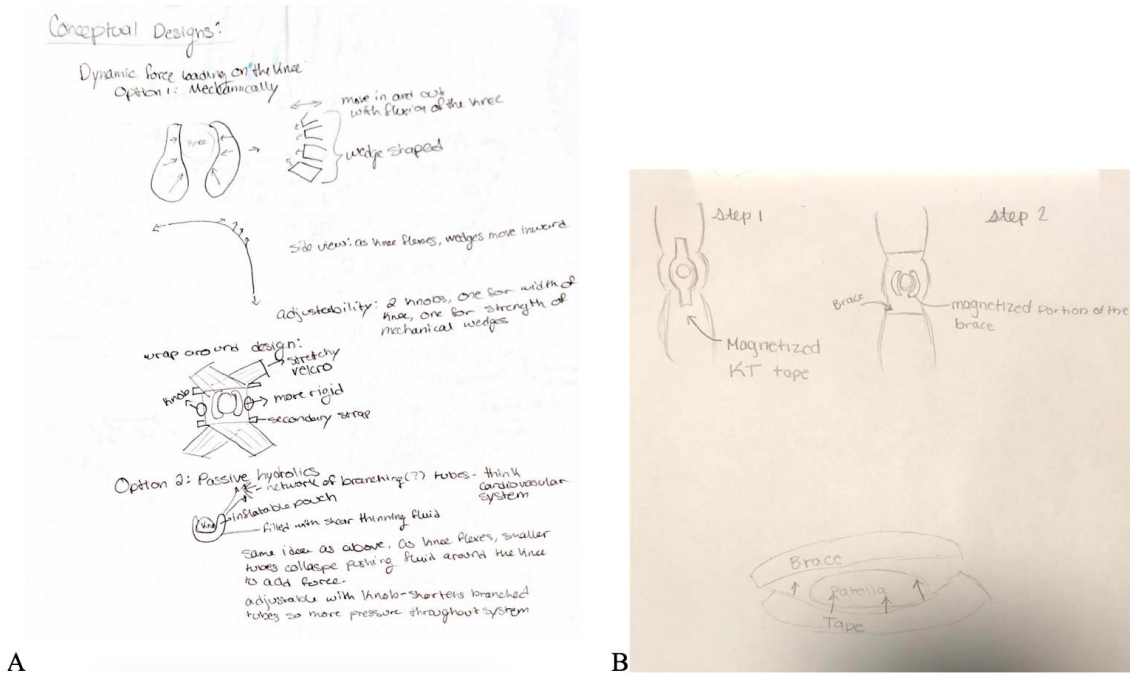 Conceptual Designs:
Dynamic force loading on the knee
Option 1: Mechanically
move in and out
with flexion of the knee
knee
wedge shaped
side view: as knee flexes, wedges move inward
adjustability: 2 knobs, one for width of
knee, one for strength of
mechanical wedges
wrap around design:
stretchy
velcro
knob
more rigid
secondary strap
Option 2: Passive hydrolics
network of branching(?) tubes - think
cardiovascular
system
inflatable pouch
knee
filled with shear thinning fluid
same idea as above, as knee flexes, smaller
tubes collaspe pushing fluid around the knee
to add force.
adjustable with knob-shortens branched
tubes so more pressure throughout system
A
Step 1
Step 2
Brace
magnetized portion of the
brace
Magnetized
KT tape
Brace
Patella
Tape
B